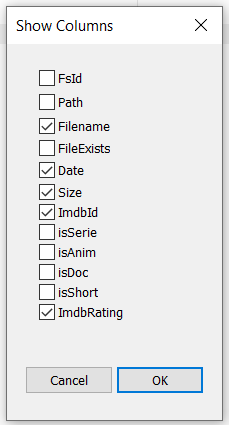 Show Columns
FsId
Path
Filename
FileExists
Date
Size
ImdbId
isSerie
isAnim
isDoc
isShort
ImdbRating
Cancel OK